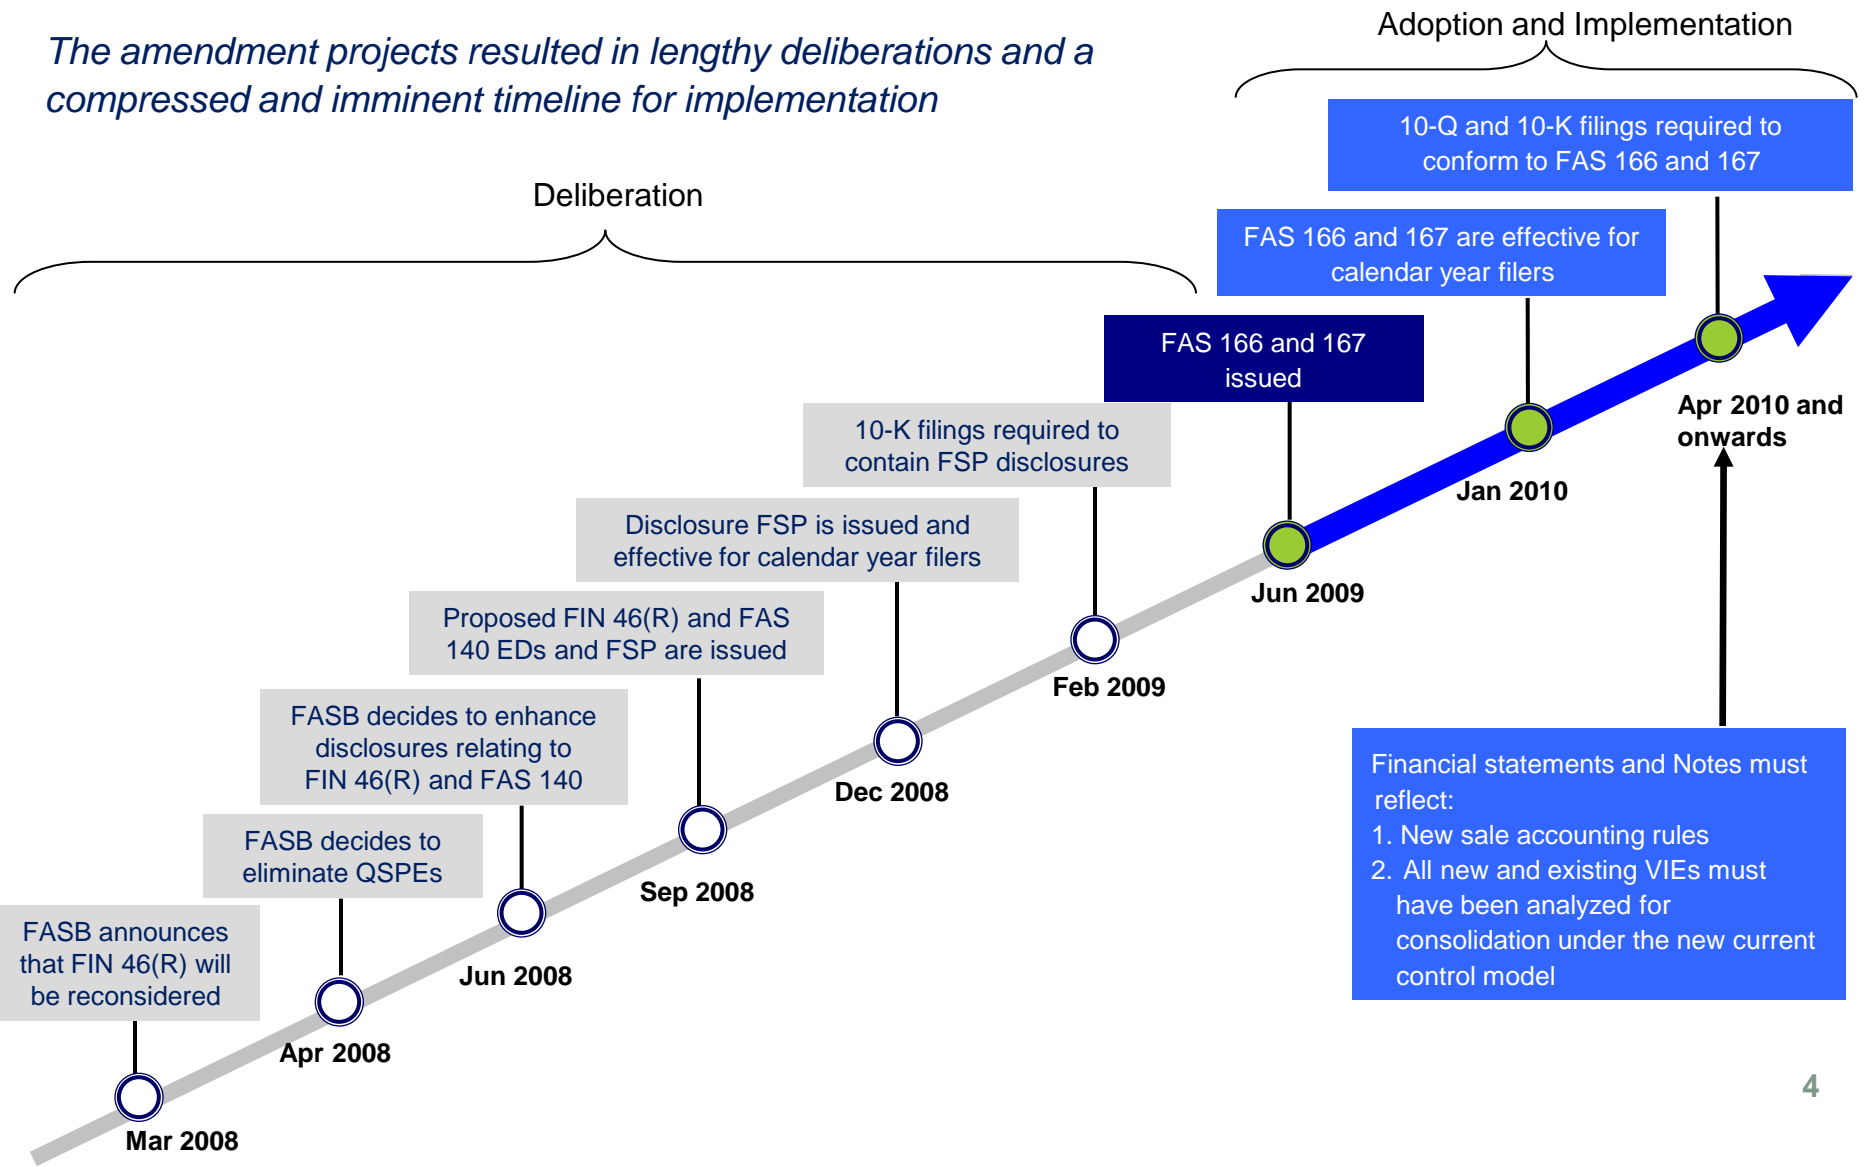 The amendment projects resulted in lengthy deliberations and a
compressed and imminent timeline for implementation
Adoption and Implementation
10-Q and 10-K filings required to
conform to FAS 166 and 167
Deliberation
FAS 166 and 167 are effective for
calendar year filers
FAS 166 and 167
issued
10-K filings required to
contain FSP disclosures
Disclosure FSP is issued and
effective for calendar year filers
Proposed FIN 46(R) and FAS
140 EDs and FSP are issued
FASB decides to enhance
disclosures relating to
FIN 46(R) and FAS 140
FASB decides to
eliminate QSPEs
FASB announces
that FIN 46(R) will
be reconsidered
Mar 2008
Apr 2008
Jun 2008
Sep 2008
Dec 2008
Feb 2009
Jun 2009
Jan 2010
Apr 2010 and
onwards
Financial statements and Notes must
reflect:
1. New sale accounting rules
2. All new and existing VIEs must
have been analyzed for
consolidation under the new current
control model
4